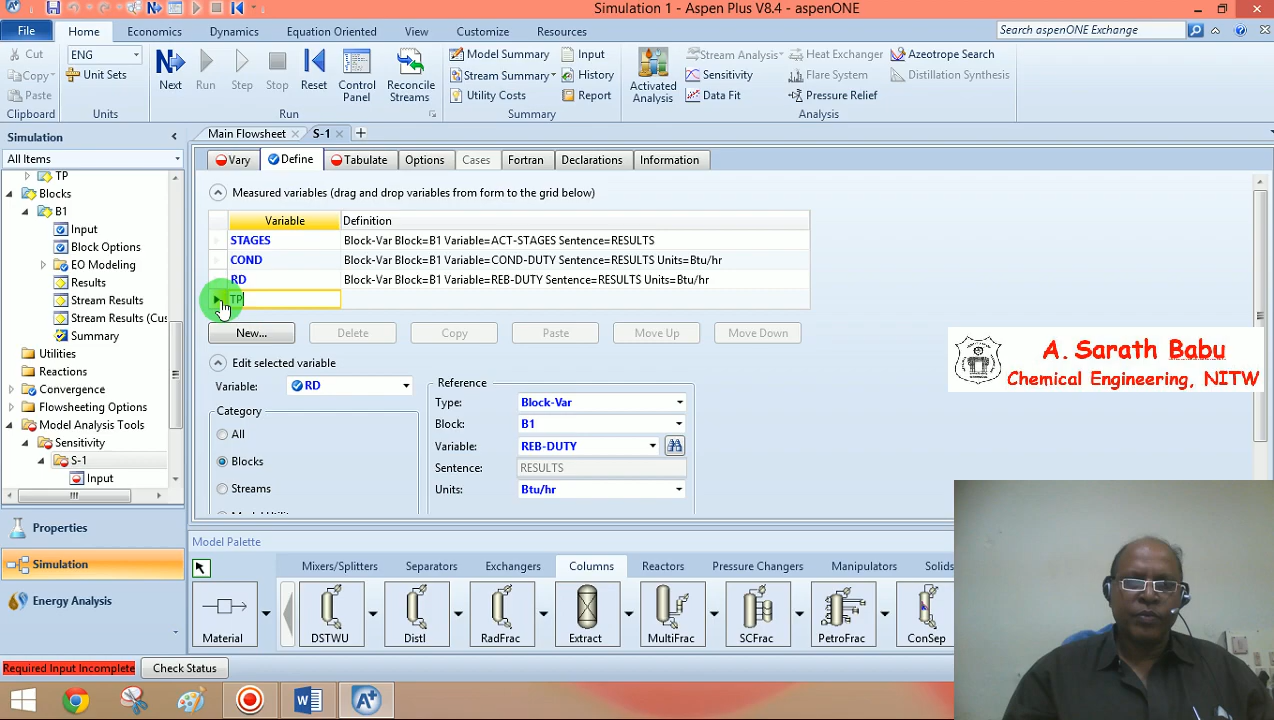 Simulation 1 - Aspen Plus V8.4 - aspenONE
File Home Economics Dynamics Equation Oriented View Customize Resources Search aspenONE Exchange
Cut ENG Model Summary Input Stream Analysis Heat Exchanger Azeotrope Search
Copy Unit Sets Next Run Step Stop Reset Control Panel Reconcile Streams Stream Summary History Activated Analysis Sensitivity Flare System Distillation Synthesis
Paste Utility Costs Report Data Fit Pressure Relief
Clipboard Units Run Summary Analysis
Simulation Main Flowsheet S-1
All Items Vary Define Tabulate Options Cases Fortran Declarations Information
TP
Blocks
B1
Input
Block Options
EO Modeling
Results
Stream Results
Stream Results (Cus
Summary
Utilities
Reactions
Convergence
Flowsheeting Options
Model Analysis Tools
Sensitivity
S-1
Input
Properties
Simulation
Energy Analysis
Measured variables (drag and drop variables from form to the grid below)
Variable Definition
STAGES Block-Var Block=B1 Variable=ACT-STAGES Sentence=RESULTS
COND Block-Var Block=B1 Variable=COND-DUTY Sentence=RESULTS Units=Btu/hr
RD Block-Var Block=B1 Variable=REB-DUTY Sentence=RESULTS Units=Btu/hr
TP
New... Delete Copy Paste Move Up Move Down
Edit selected variable
Variable: RD
Category
All
Blocks
Streams
Reference
Type: Block-Var
Block: B1
Variable: REB-DUTY
Sentence: RESULTS
Units: Btu/hr
A. Sarath Babu
Chemical Engineering, NITW
Model Palette
Mixers/Splitters Separators Exchangers Columns Reactors Pressure Changers Manipulators Solids
Material DSTWU Distl RadFrac Extract MultiFrac SCFrac PetroFrac ConSep
Required Input Incomplete Check Status